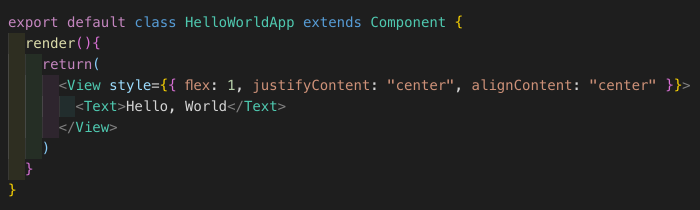 export default class HelloWorldApp extends Component {
  render(){
    return(
      <View style={{ flex: 1, justifyContent: "center", alignContent: "center" }}>
        <Text>Hello, World</Text>
      </View>
    )
  }
}